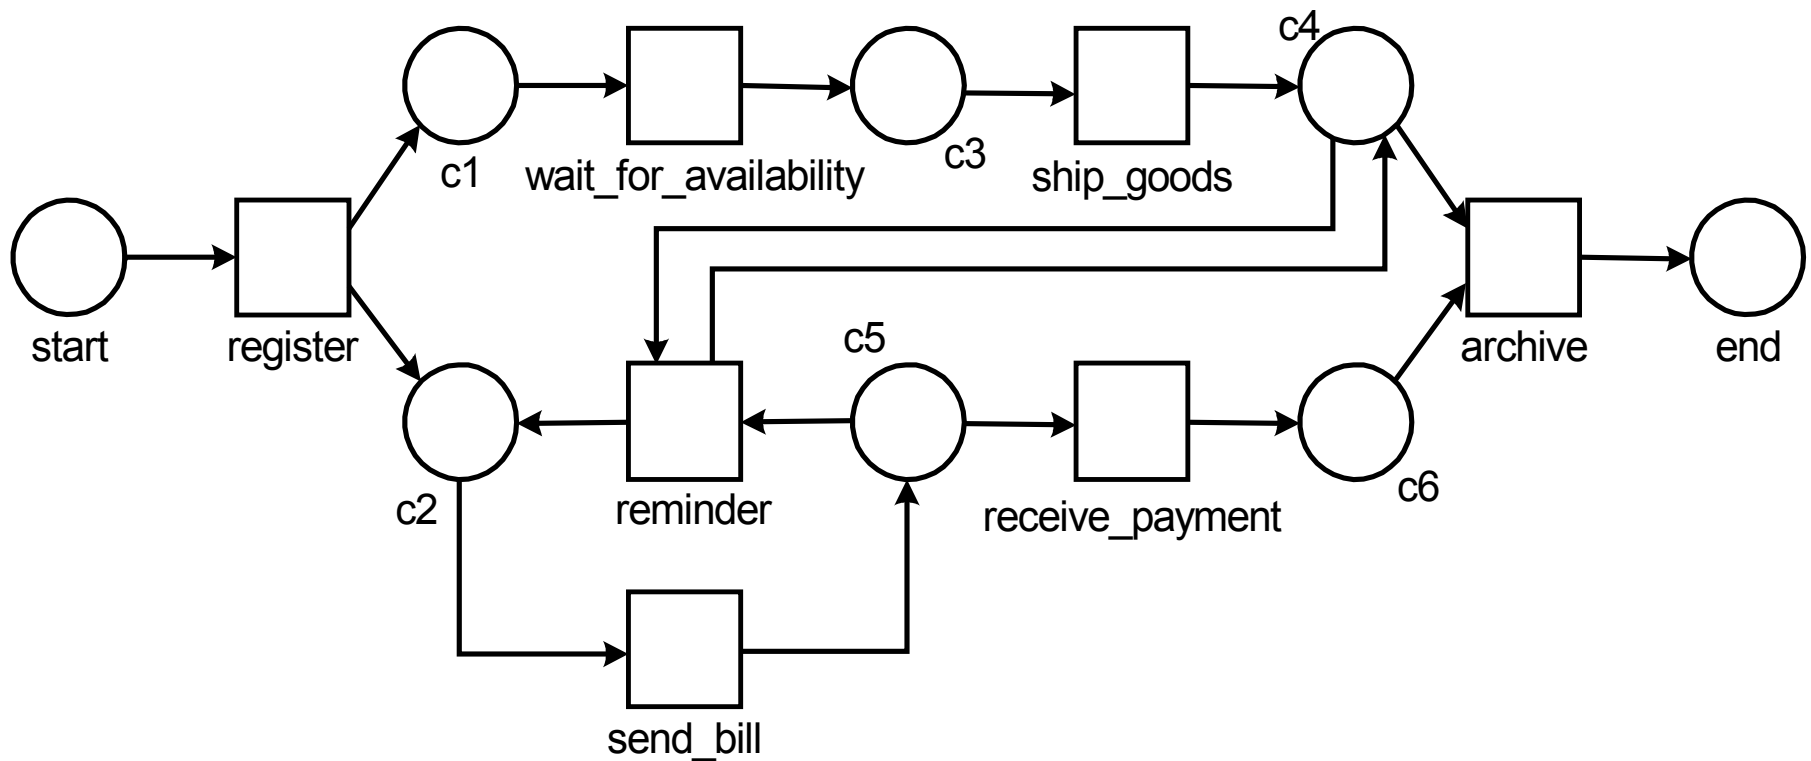 c4
c1
wait_for_availability
c3
ship_goods
start
register
c5
archive
end
c2
reminder
receive_payment
c6
send_bill